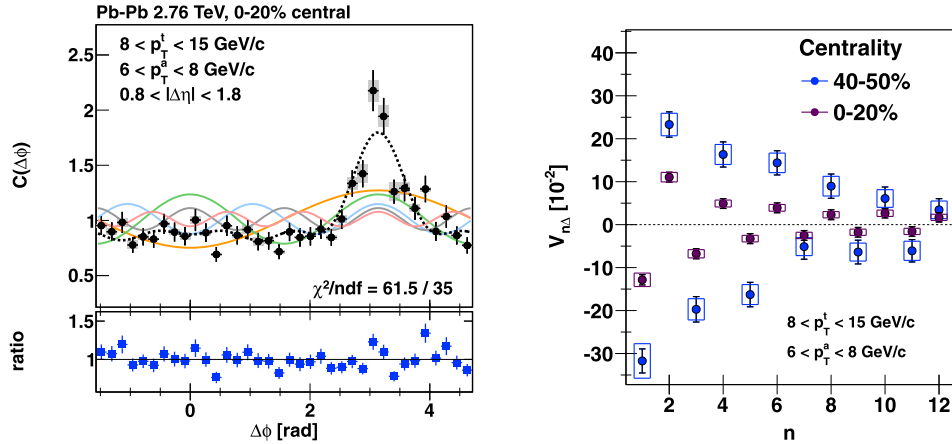 Pb-Pb 2.76 TeV, 0-20% central
8 < p_T^t < 15 GeV/c
6 < p_T^a < 8 GeV/c
0.8 < |Δη| < 1.8
C(Δϕ)
2.5
2
1.5
1
0.5
χ²/ndf = 61.5 / 35
ratio
1.5
1
0
2
4
Δϕ [rad]
V_nΔ [10⁻²]
40
30
20
10
0
-10
-20
-30
Centrality
40-50%
0-20%
8 < p_T^t < 15 GeV/c
6 < p_T^a < 8 GeV/c
2
4
6
8
10
12
n